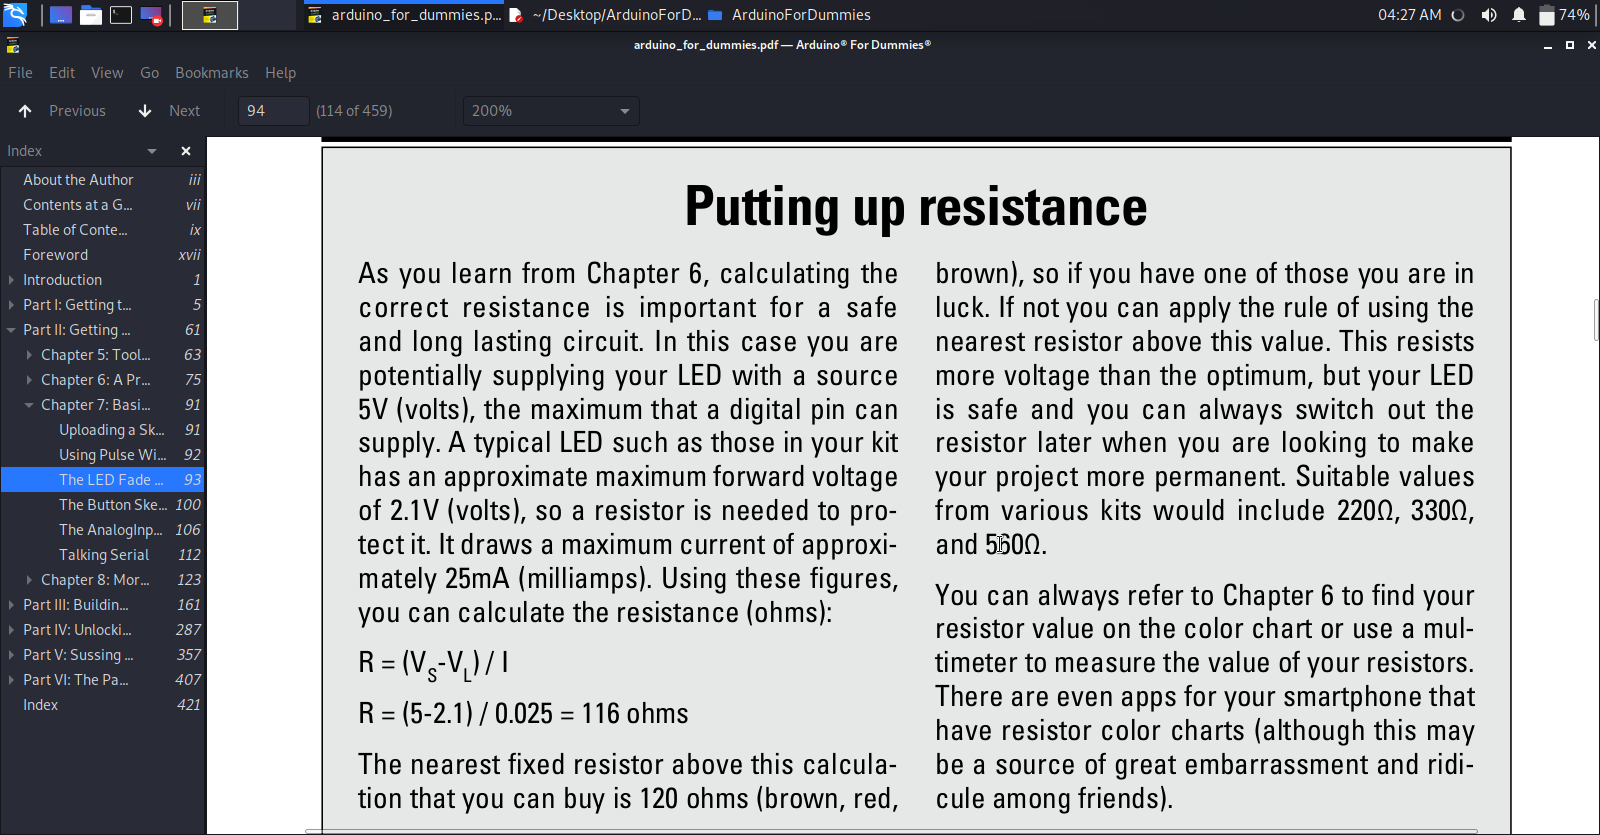 arduino_for_dummies.p...
~/Desktop/ArduinoForD...
ArduinoForDummies
04:27 AM
74%
arduino_for_dummies.pdf — Arduino® For Dummies®
File Edit View Go Bookmarks Help
Previous
Next
94
(114 of 459)
200%
Index
About the Author iii
Contents at a G... vii
Table of Conte... ix
Foreword xvii
Introduction 1
Part I: Getting t... 5
Part II: Getting ... 61
Chapter 5: Tool... 63
Chapter 6: A Pr... 75
Chapter 7: Basi... 91
Uploading a Sk... 91
Using Pulse Wi... 92
The LED Fade ... 93
The Button Ske... 100
The AnalogInp... 106
Talking Serial 112
Chapter 8: Mor... 123
Part III: Buildin... 161
Part IV: Unlocki... 287
Part V: Sussing ... 357
Part VI: The Pa... 407
Index 421
Putting up resistance
As you learn from Chapter 6, calculating the
correct resistance is important for a safe
and long lasting circuit. In this case you are
potentially supplying your LED with a source
5V (volts), the maximum that a digital pin can
supply. A typical LED such as those in your kit
has an approximate maximum forward voltage
of 2.1V (volts), so a resistor is needed to pro-
tect it. It draws a maximum current of approxi-
mately 25mA (milliamps). Using these figures,
you can calculate the resistance (ohms):
R = (VS-VL) / I
R = (5-2.1) / 0.025 = 116 ohms
The nearest fixed resistor above this calcula-
tion that you can buy is 120 ohms (brown, red,
brown), so if you have one of those you are in
luck. If not you can apply the rule of using the
nearest resistor above this value. This resists
more voltage than the optimum, but your LED
is safe and you can always switch out the
resistor later when you are looking to make
your project more permanent. Suitable values
from various kits would include 220Ω, 330Ω,
and 560Ω.
You can always refer to Chapter 6 to find your
resistor value on the color chart or use a mul-
timeter to measure the value of your resistors.
There are even apps for your smartphone that
have resistor color charts (although this may
be a source of great embarrassment and ridi-
cule among friends).